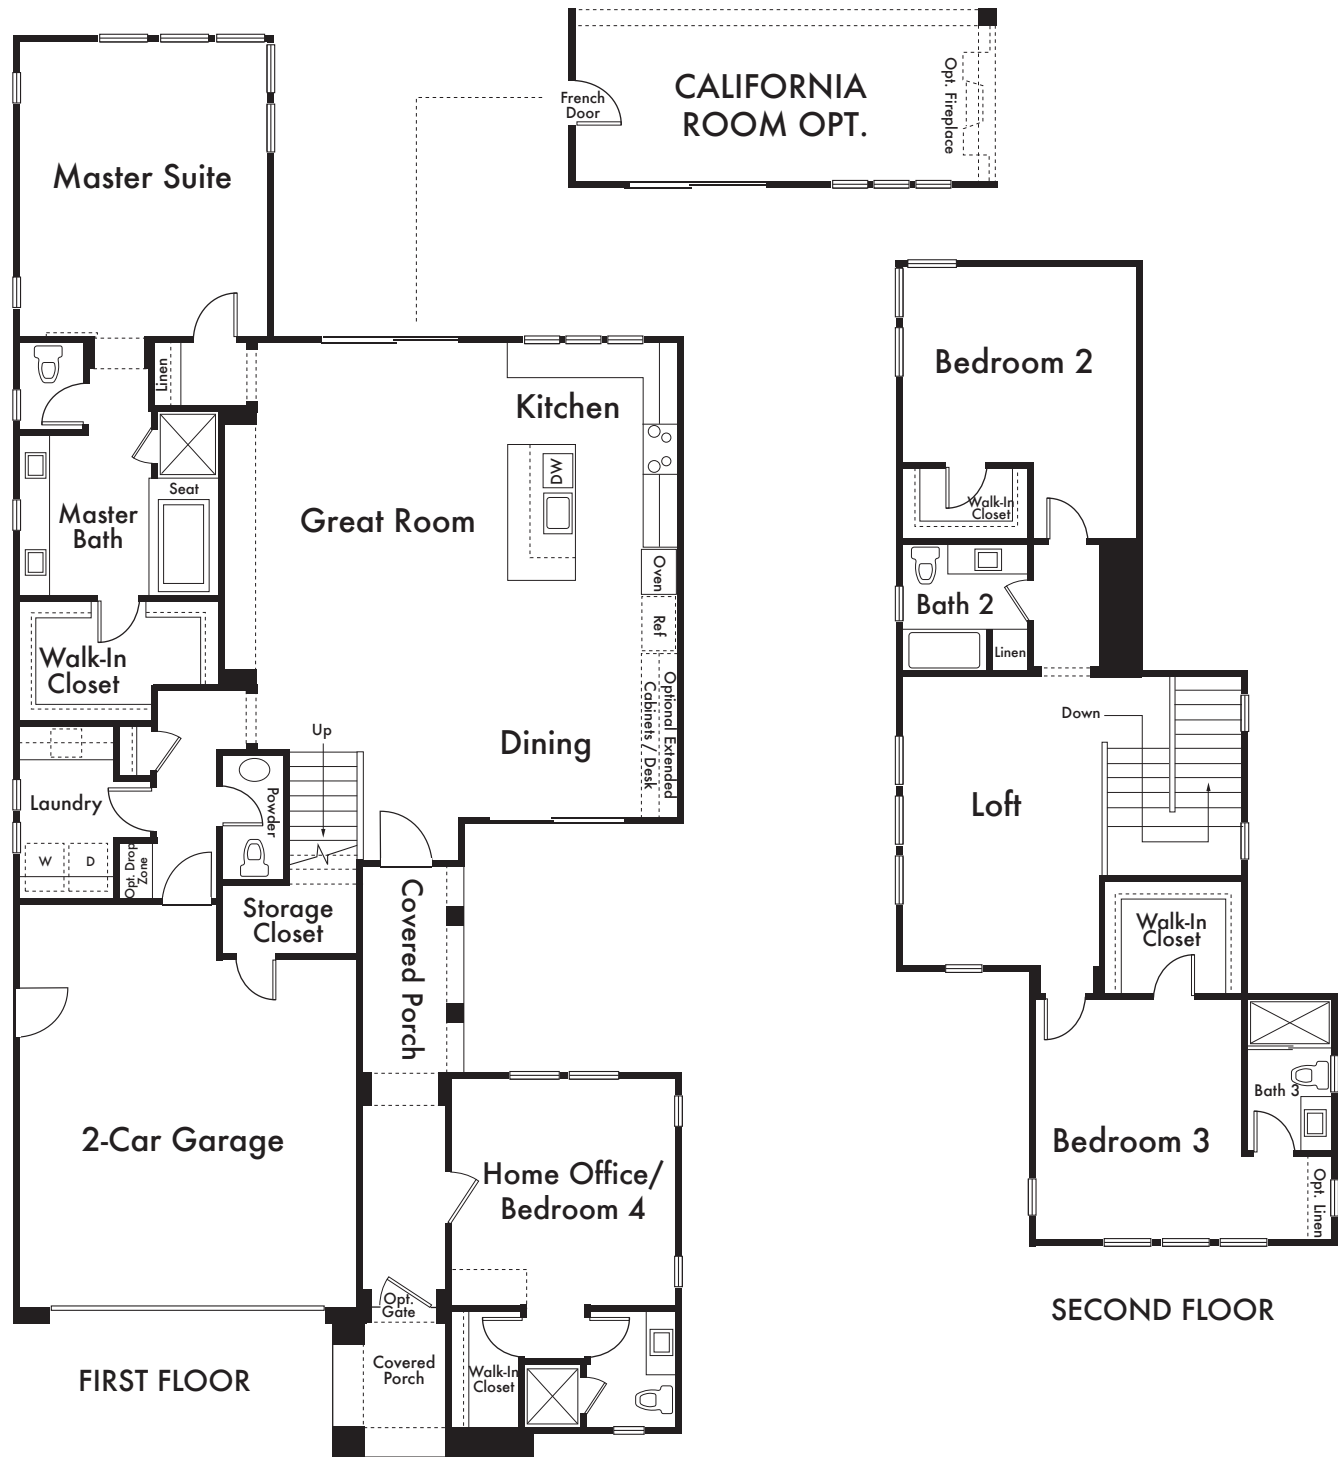 CALIFORNIA
ROOM OPT.
French
Door
Opt. Fireplace
Master Suite
Linen
Kitchen
DW
Seat
Master
Bath
Great Room
Oven
Ref
Walk-In
Closet
Optional Extended
Cabinets / Desk
Up
Dining
Laundry
Powder
W
D
Opt. Drop
Zone
Storage
Closet
Covered Porch
2-Car Garage
Home Office/
Bedroom 4
Opt.
Gate
Covered
Porch
Walk-In
Closet
FIRST FLOOR
Bedroom 2
Walk-In
Closet
Bath 2
Linen
Down
Loft
Walk-In
Closet
Bath 3
Bedroom 3
Opt. Linen
SECOND FLOOR